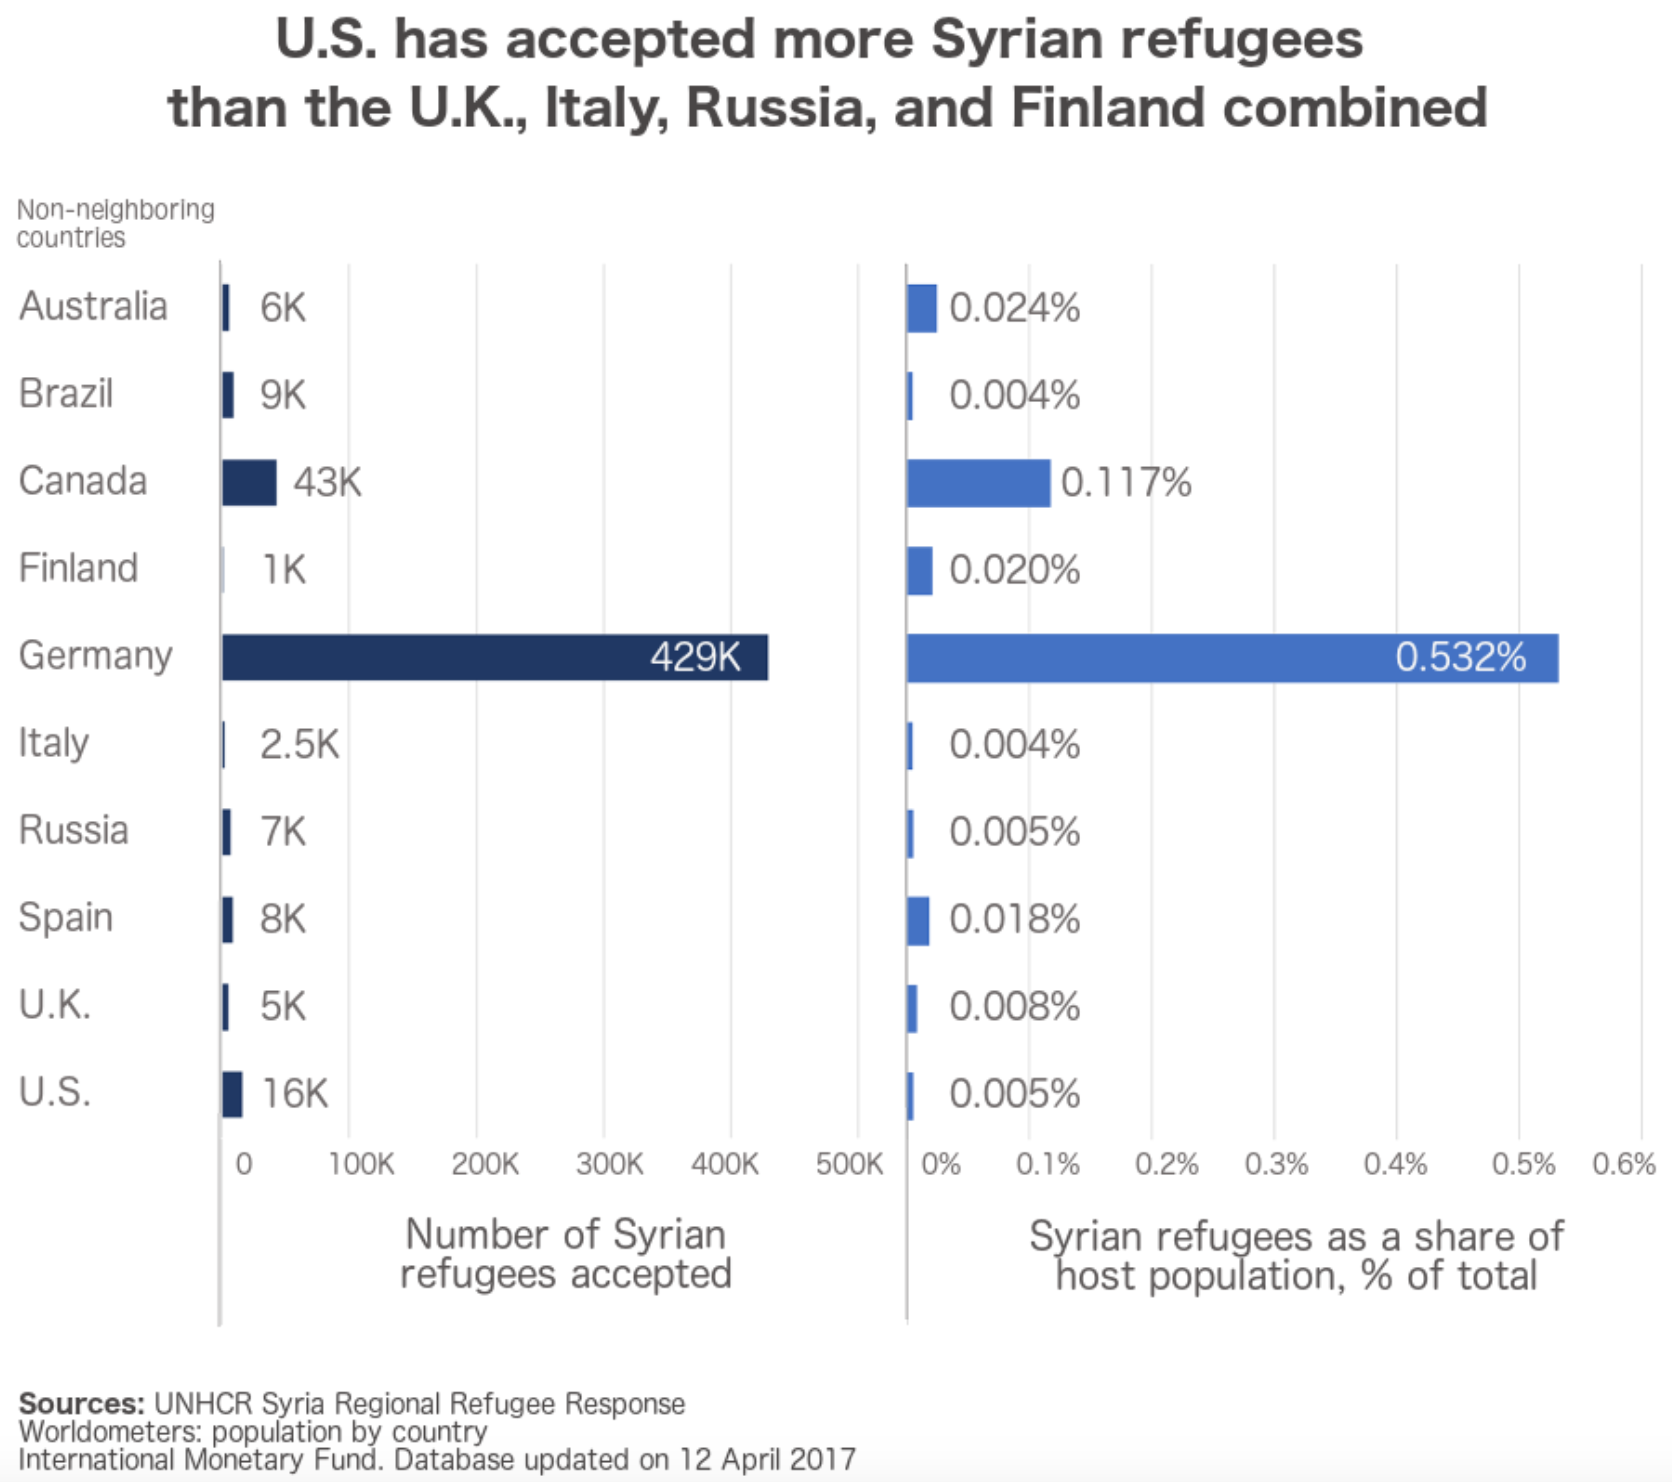 U.S. has accepted more Syrian refugees
than the U.K., Italy, Russia, and Finland combined
Non-neighboring
countries
Australia 6K 0.024%
Brazil 9K 0.004%
Canada 43K 0.117%
Finland 1K 0.020%
Germany 429K 0.532%
Italy 2.5K 0.004%
Russia 7K 0.005%
Spain 8K 0.018%
U.K. 5K 0.008%
U.S. 16K 0.005%
0 100K 200K 300K 400K 500K 0% 0.1% 0.2% 0.3% 0.4% 0.5% 0.6%
Number of Syrian
refugees accepted
Syrian refugees as a share of
host population, % of total
Sources: UNHCR Syria Regional Refugee Response
Worldometers: population by country
International Monetary Fund. Database updated on 12 April 2017